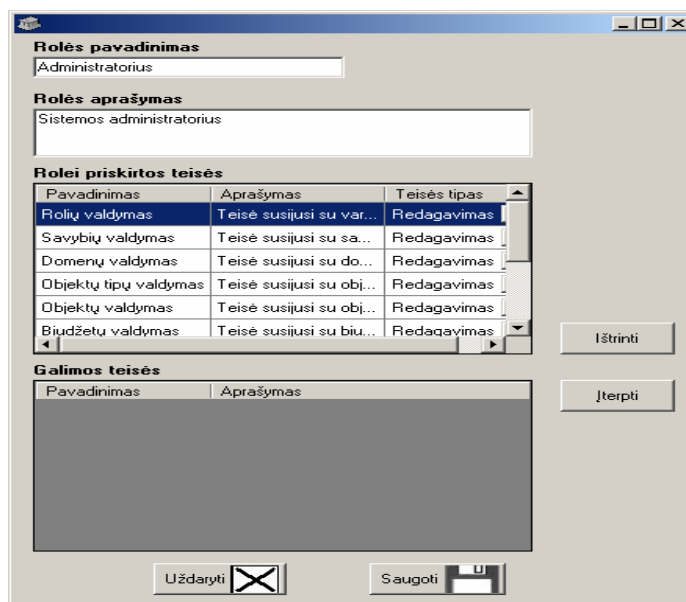 Rolės pavadinimas
Administratorius
Rolės aprašymas
Sistemos administratorius
Rolei priskirtos teisės
Pavadinimas Aprašymas Teisės tipas
Rolių valdymas Teisė susijusi su var... Redagavimas
Savybių valdymas Teisė susijusi su sa... Redagavimas
Domenų valdymas Teisė susijusi su do... Redagavimas
Objektų tipų valdymas Teisė susijusi su obj... Redagavimas
Objektų valdymas Teisė susijusi su obj... Redagavimas
Biudžetų valdymas Teisė susijusi su biu... Redagavimas
Ištrinti
Galimos teisės
Pavadinimas Aprašymas
Įterpti
Uždaryti Saugoti